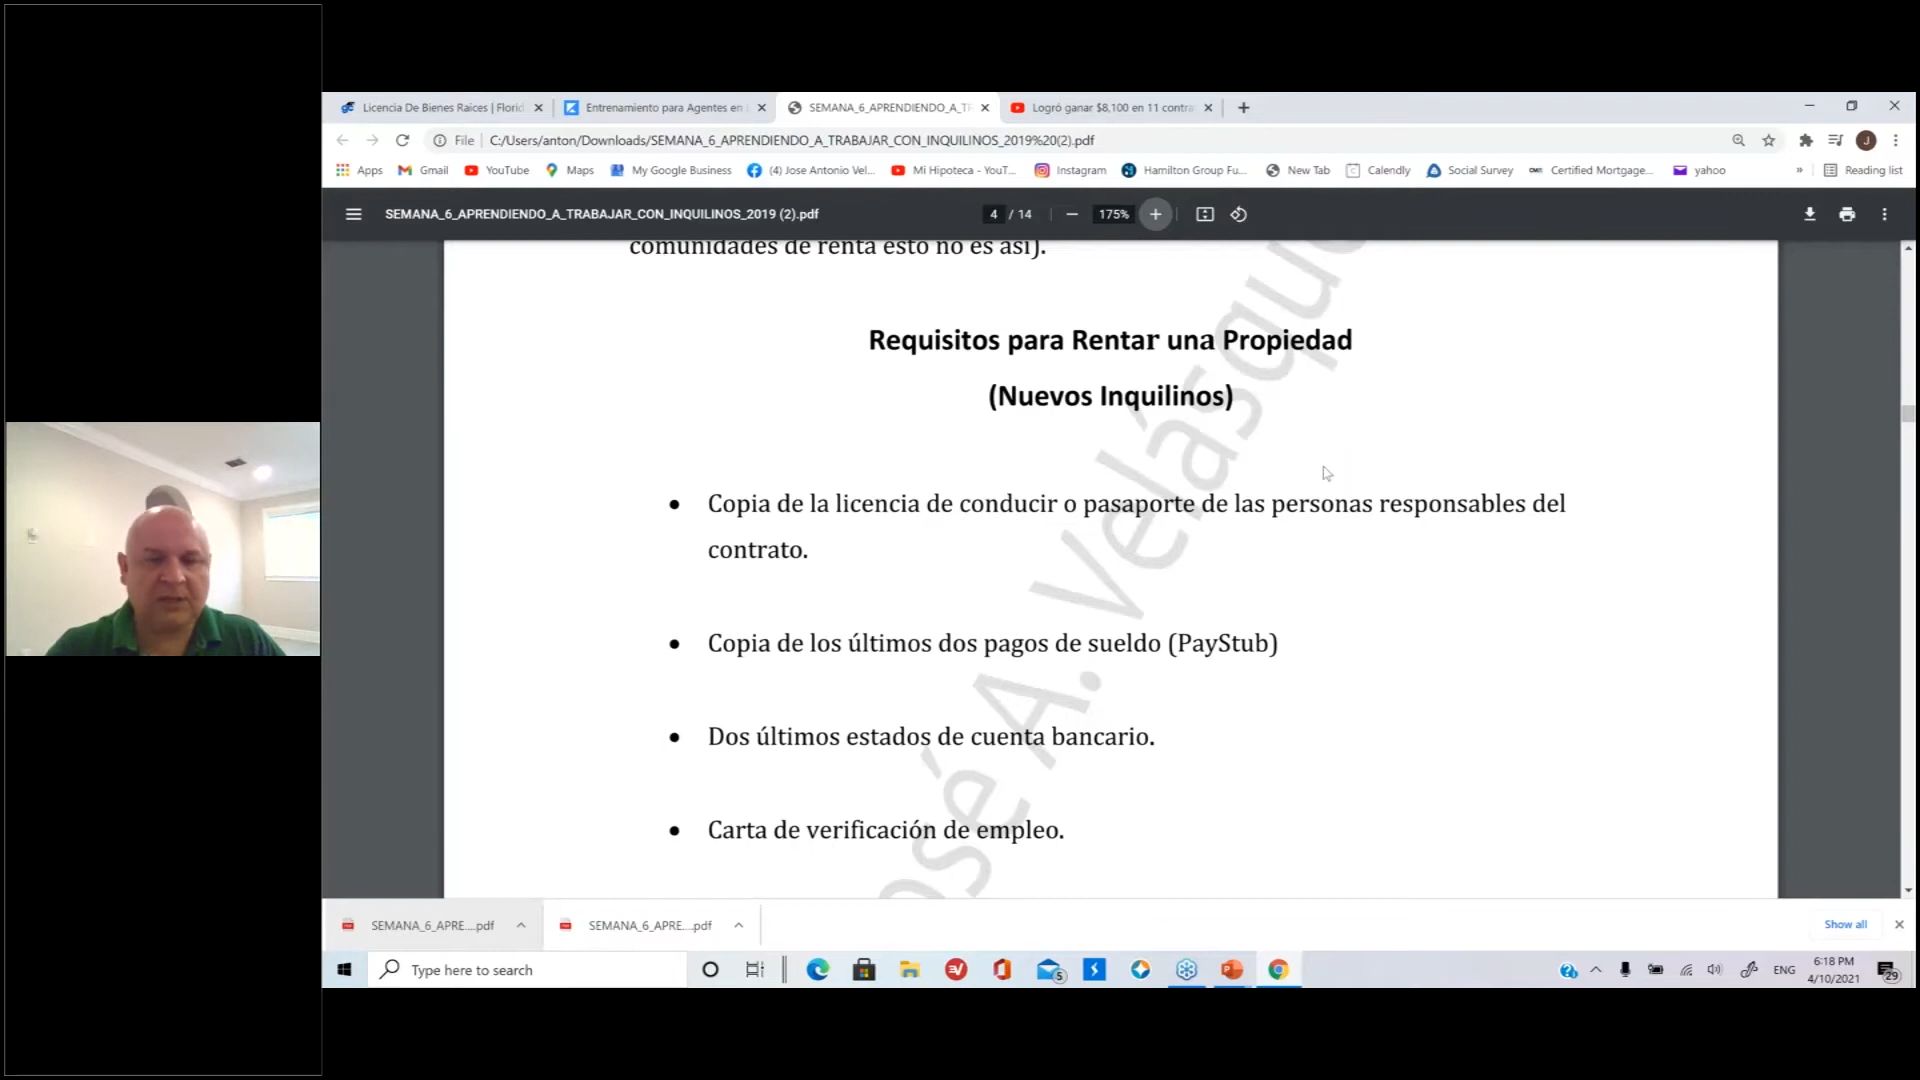 Licencia De Bienes Raices | Florid
Entrenamiento para Agentes en
SEMANA_6_APRENDIENDO_A_T
Logró ganar $8,100 en 11 contra
File
C:/Users/anton/Downloads/SEMANA_6_APRENDIENDO_A_TRABAJAR_CON_INQUILINOS_2019%20(2).pdf
J
Apps
Gmail
YouTube
Maps
My Google Business
(4) Jose Antonio Vel...
Mi Hipoteca - YouT...
Instagram
Hamilton Group Fu...
New Tab
Calendly
Social Survey
Certified Mortgage...
yahoo
»
Reading list
SEMANA_6_APRENDIENDO_A_TRABAJAR_CON_INQUILINOS_2019 (2).pdf
4 / 14
175%
comunidades de renta esto no es así).
Requisitos para Rentar una Propiedad
(Nuevos Inquilinos)
• Copia de la licencia de conducir o pasaporte de las personas responsables del
contrato.
• Copia de los últimos dos pagos de sueldo (PayStub)
• Dos últimos estados de cuenta bancario.
• Carta de verificación de empleo.
José A. Velásqu
SEMANA_6_APRE....pdf
SEMANA_6_APRE....pdf
Show all
Type here to search
5
ENG
6:18 PM
4/10/2021
29